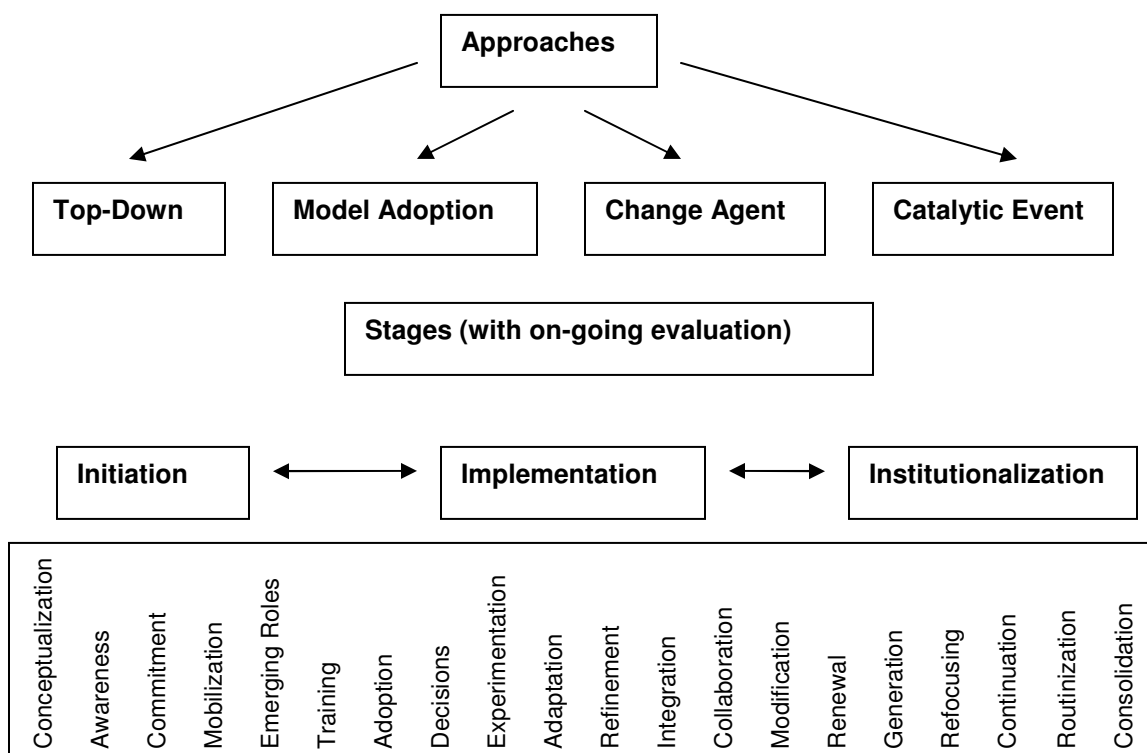 Approaches
Top-Down
Model Adoption
Change Agent
Catalytic Event
Stages (with on-going evaluation)
Initiation
Implementation
Institutionalization
Conceptualization
Awareness
Commitment
Mobilization
Emerging Roles
Training
Adoption
Decisions
Experimentation
Adaptation
Refinement
Integration
Collaboration
Modification
Renewal
Generation
Refocusing
Continuation
Routinization
Consolidation